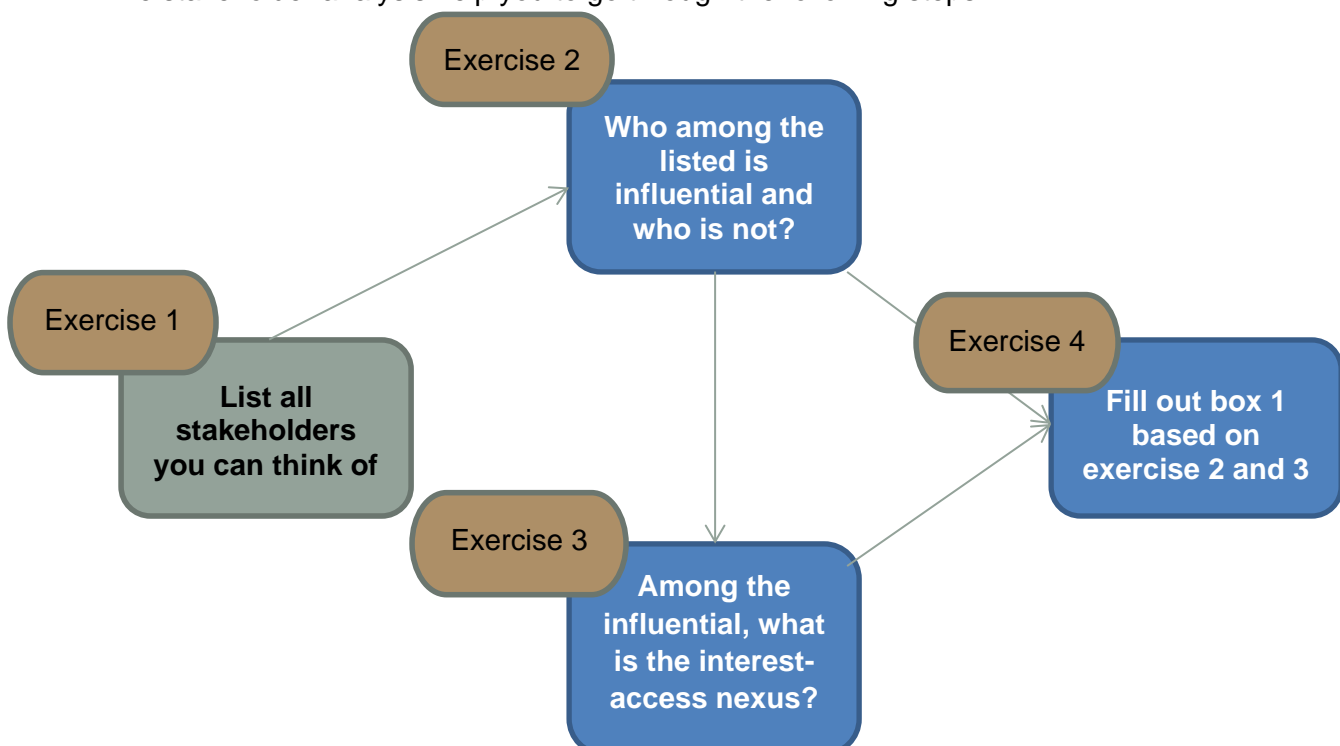 Exercise 2
Who among the
listed is
influential and
who is not?
Exercise 1
List all
stakeholders
you can think of
Exercise 4
Fill out box 1
based on
exercise 2 and 3
Exercise 3
Among the
influential, what
is the interest-
access nexus?